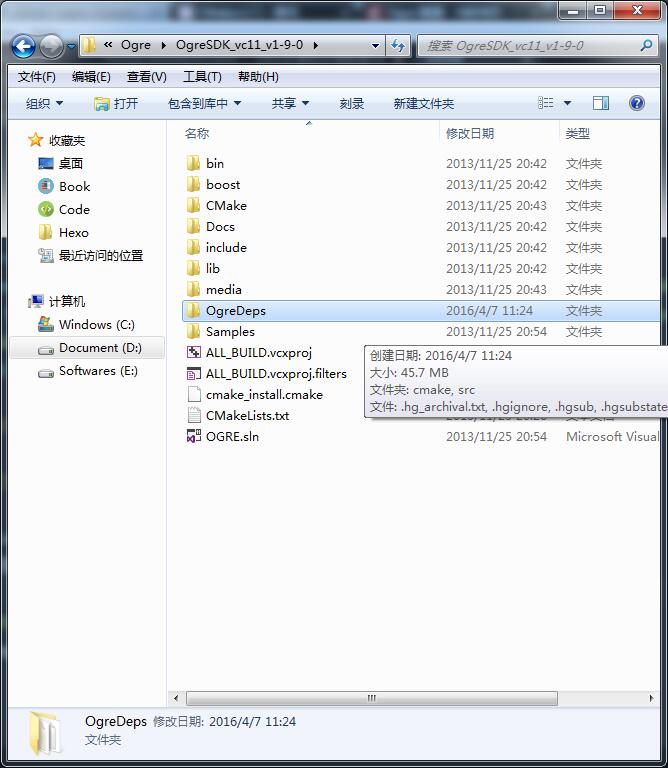 « Ogre ▸ OgreSDK_vc11_v1-9-0 ▸
搜索 OgreSDK_vc11_v1-9-0
文件(F) 编辑(E) 查看(V) 工具(T) 帮助(H)
组织 打开 包含到库中 共享 刻录 新建文件夹
收藏夹
桌面
Book
Code
Hexo
最近访问的位置
计算机
Windows (C:)
Document (D:)
Softwares (E:)
名称 修改日期 类型
bin 2013/11/25 20:42 文件夹
boost 2013/11/25 20:42 文件夹
CMake 2013/11/25 20:43 文件夹
Docs 2013/11/25 20:42 文件夹
include 2013/11/25 20:42 文件夹
lib 2013/11/25 20:42 文件夹
media 2013/11/25 20:43 文件夹
OgreDeps 2016/4/7 11:24 文件夹
Samples 2013/11/25 20:54 文件夹
ALL_BUILD.vcxproj
ALL_BUILD.vcxproj.filters
cmake_install.cmake
CMakeLists.txt
OGRE.sln 2013/11/25 20:54 Microsoft Visual
创建日期: 2016/4/7 11:24
大小: 45.7 MB
文件夹: cmake, src
文件: .hg_archival.txt, .hgignore, .hgsub, .hgsubstate
OgreDeps 修改日期: 2016/4/7 11:24
文件夹